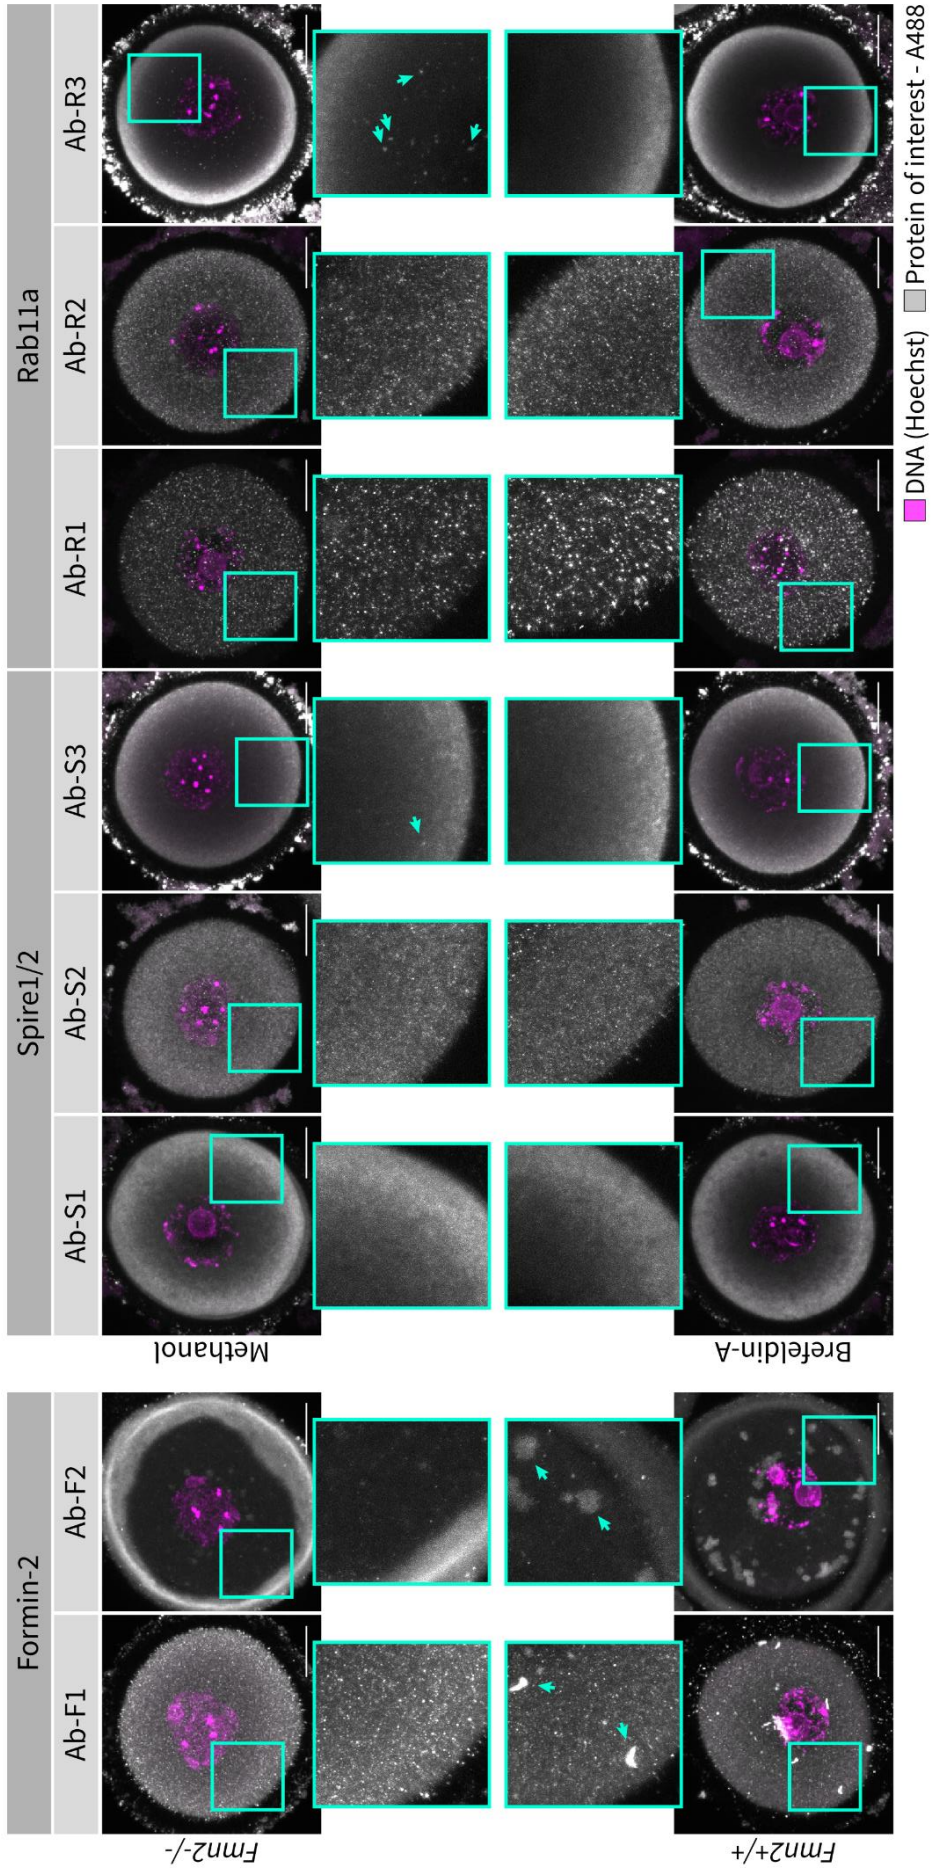 Formin-2
Spire1/2
Rab11a
Ab-F1
Ab-F2
Ab-S1
Ab-S2
Ab-S3
Ab-R1
Ab-R2
Ab-R3
Fmn2-/-
Methanol
Fmn2+/+
Brefeldin-A
DNA (Hoechst)
Protein of interest - A488